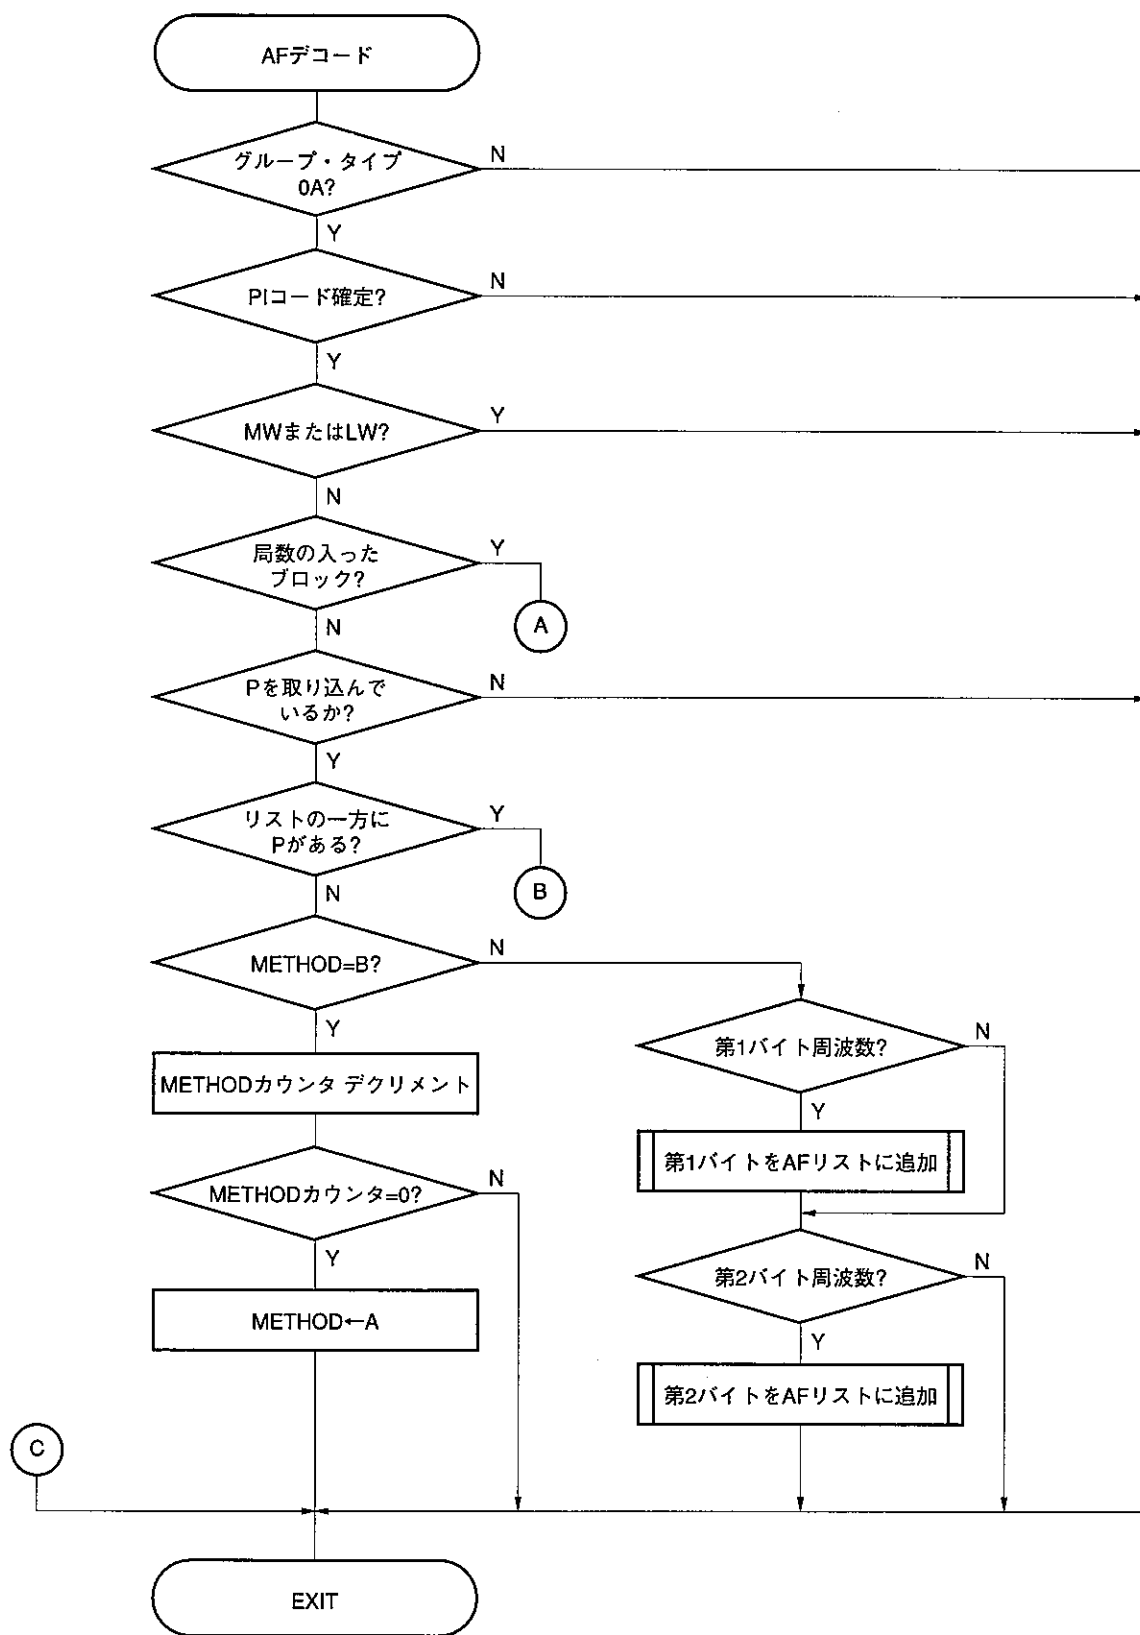 AFデコード
グループ・タイプ
0A?
N
Y
PIコード確定?
N
Y
MWまたはLW?
Y
N
局数の入った
ブロック?
Y
A
N
Pを取り込んで
いるか?
N
Y
リストの一方に
Pがある?
Y
B
N
METHOD=B?
N
Y
METHODカウンタ デクリメント
METHODカウンタ=0?
N
Y
METHOD←A
第1バイト周波数?
N
Y
第1バイトをAFリストに追加
第2バイト周波数?
N
Y
第2バイトをAFリストに追加
C
EXIT